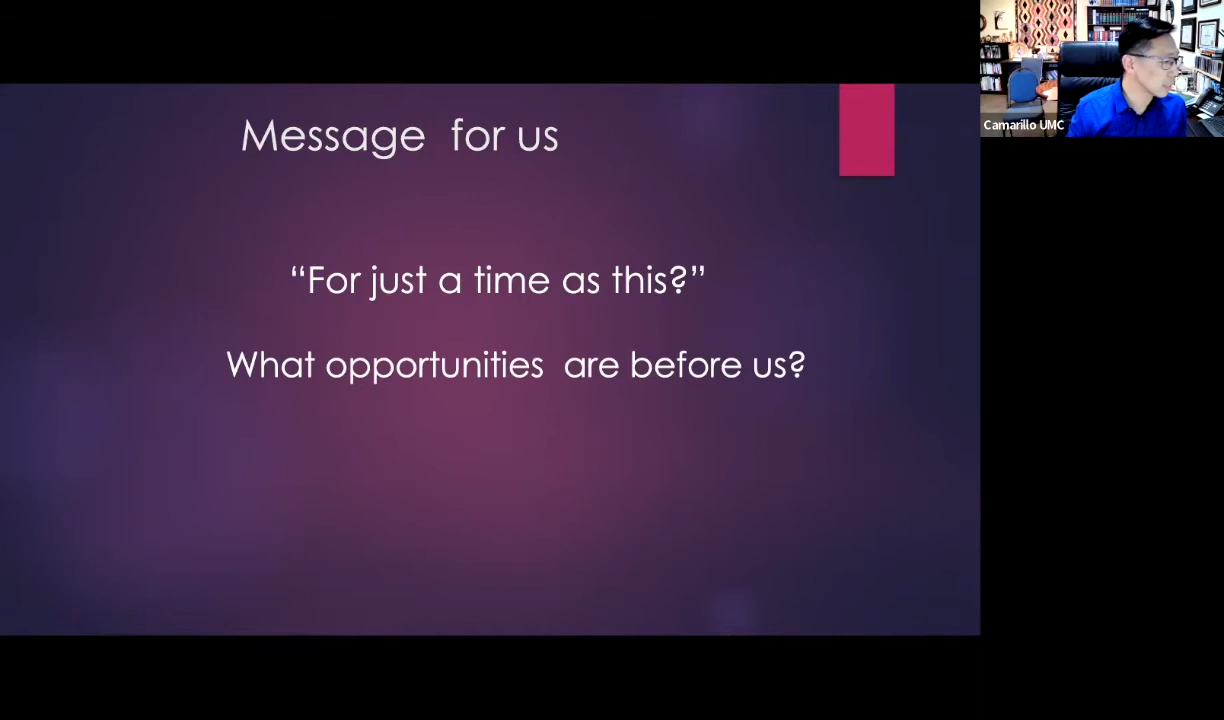 Message for us
“For just a time as this?”
What opportunities are before us?
Camarillo UMC